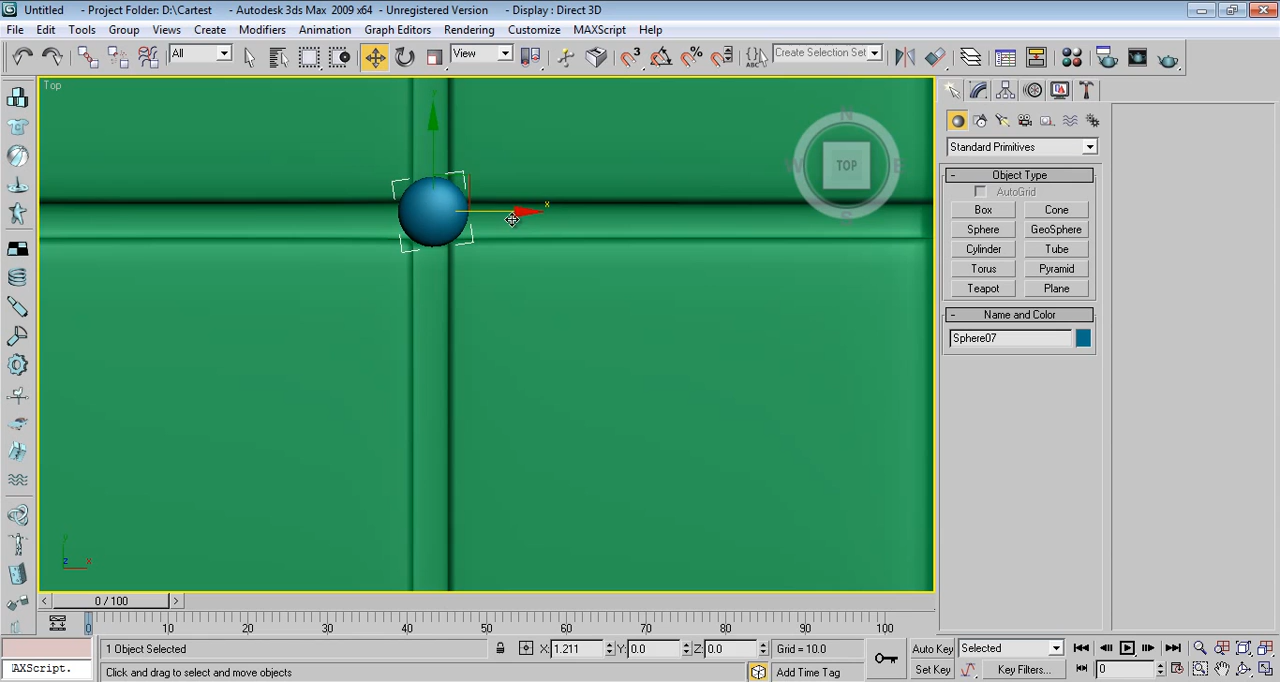 Untitled - Project Folder: D:\Cartest - Autodesk 3ds Max 2009 x64 - Unregistered Version - Display : Direct 3D
File Edit Tools Group Views Create Modifiers Animation Graph Editors Rendering Customize MAXScript Help
All View 3 % ABC Create Selection Set
Top
N
W TOP E
S
Standard Primitives
- Object Type
AutoGrid
Box Cone
Sphere GeoSphere
Cylinder Tube
Torus Pyramid
Teapot Plane
- Name and Color
Sphere07
x
y
z x
< 0 / 100 >
0 10 20 30 40 50 60 70 80 90 100
1 Object Selected X: 1.211 Y: 0.0 Z: 0.0 Grid = 10.0 Auto Key Selected
AXScript. Click and drag to select and move objects Add Time Tag Set Key Key Filters... 0